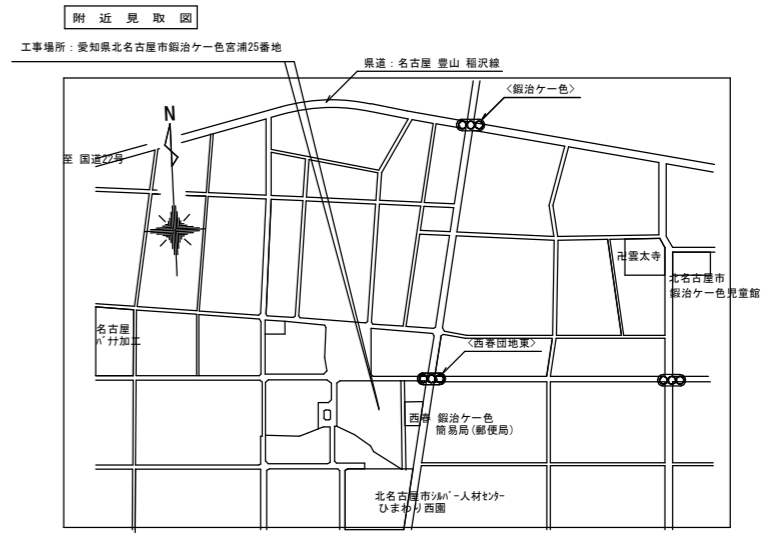 附近見取図
工事場所：愛知県北名古屋市鍜治ケ一色宮浦25番地
県道：名古屋 豊山 稲沢線
〈鍜治ケ一色〉
N
至 国道22号
卍雲太寺
北名古屋市
鍜治ケ一色児童館
名古屋
バナナ加工
〈西春団地東〉
西春 鍜治ケ一色
簡易局(郵便局)
北名古屋市ｼﾙﾊﾞｰ人材ｾﾝﾀｰ
ひまわり西園